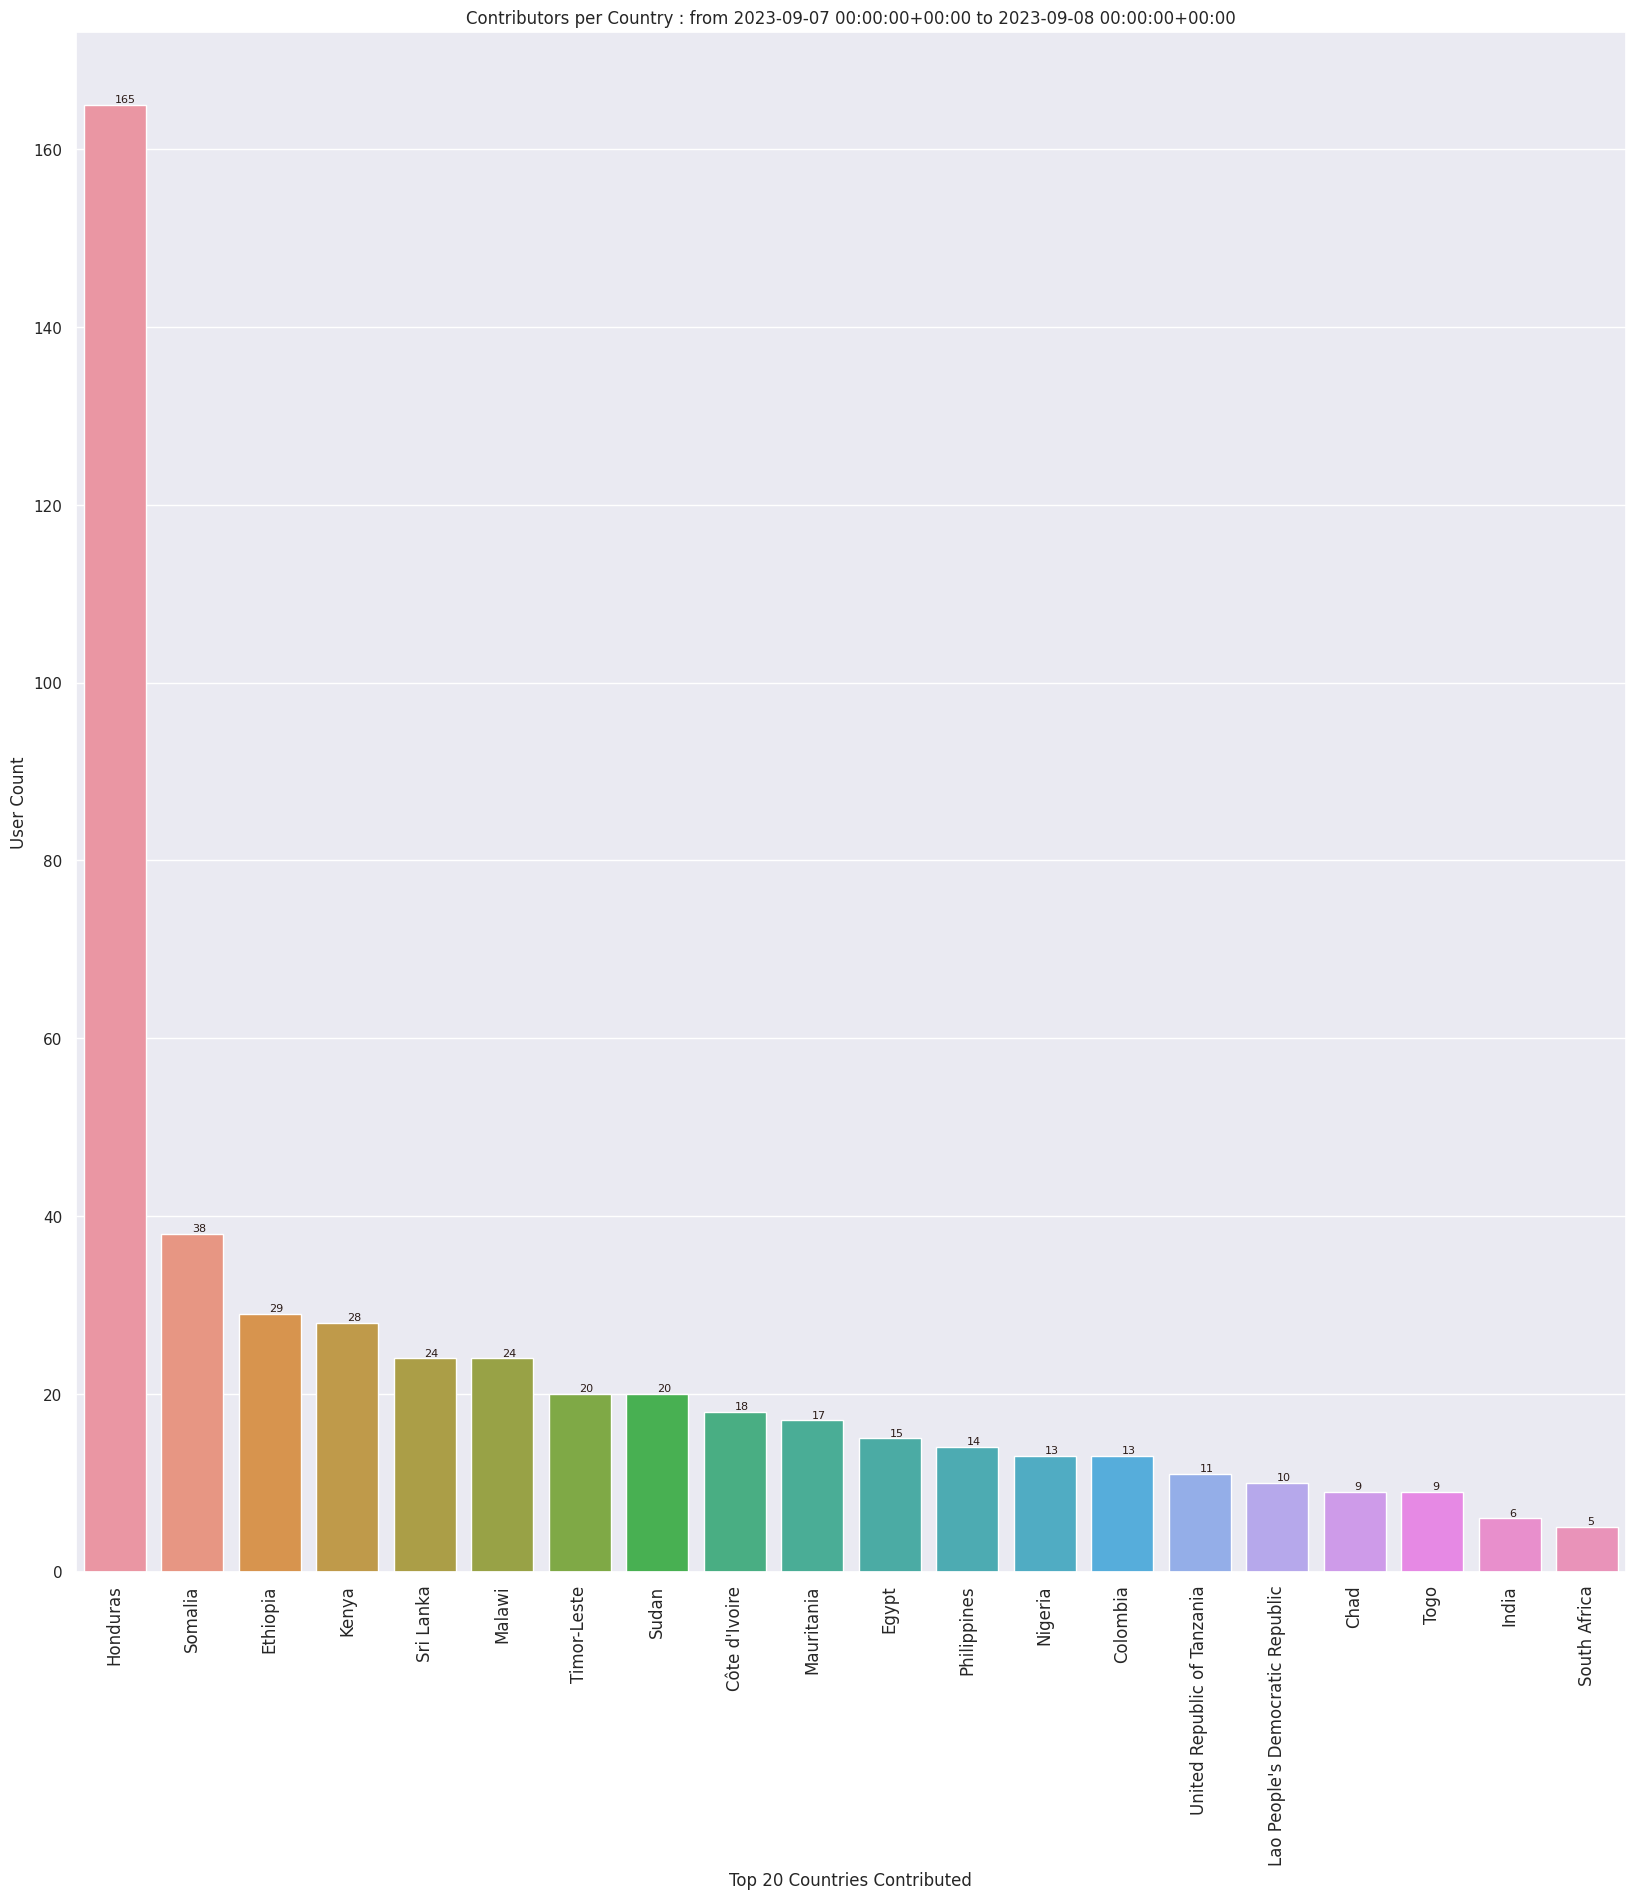 Contributors per Country : from 2023-09-07 00:00:00+00:00 to 2023-09-08 00:00:00+00:00
User Count
160
140
120
100
80
60
40
20
0
165
38
29
28
24
24
20
20
18
17
15
14
13
13
11
10
9
9
6
5
Honduras
Somalia
Ethiopia
Kenya
Sri Lanka
Malawi
Timor-Leste
Sudan
Côte d'Ivoire
Mauritania
Egypt
Philippines
Nigeria
Colombia
United Republic of Tanzania
Lao People's Democratic Republic
Chad
Togo
India
South Africa
Top 20 Countries Contributed